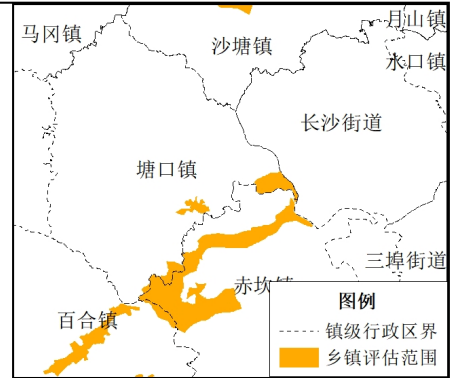 月山镇
马冈镇
沙塘镇
水口镇
长沙街道
塘口镇
三埠街道
赤坎镇
百合镇
图例
镇级行政区界
乡镇评估范围